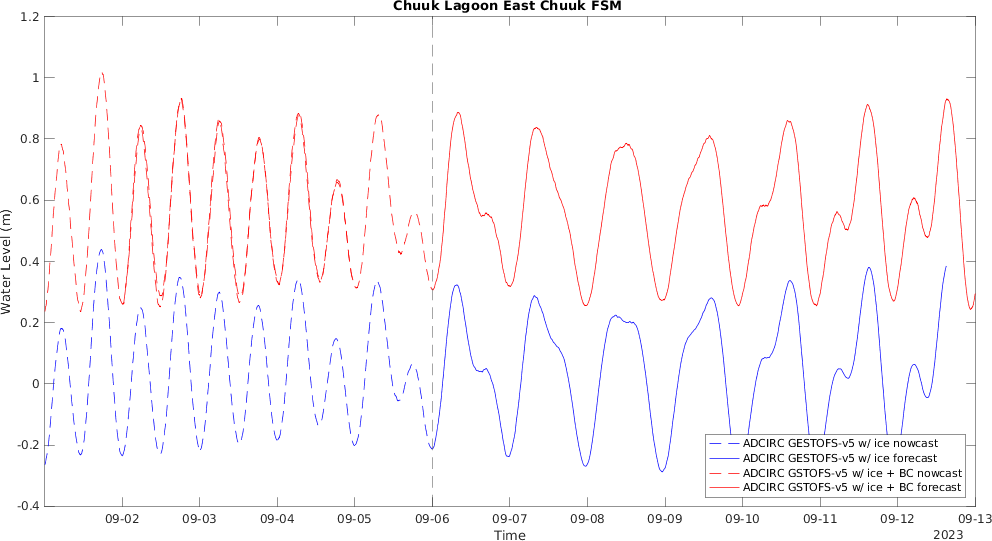 Chuuk Lagoon East Chuuk FSM
1.2
1
0.8
0.6
0.4
0.2
0
-0.2
-0.4
Water Level (m)
ADCIRC GESTOFS-v5 w/ ice nowcast
ADCIRC GESTOFS-v5 w/ ice forecast
ADCIRC GSTOFS-v5 w/ ice + BC nowcast
ADCIRC GSTOFS-v5 w/ ice + BC forecast
09-02 09-03 09-04 09-05 09-06 09-07 09-08 09-09 09-10 09-11 09-12 09-13
Time
2023